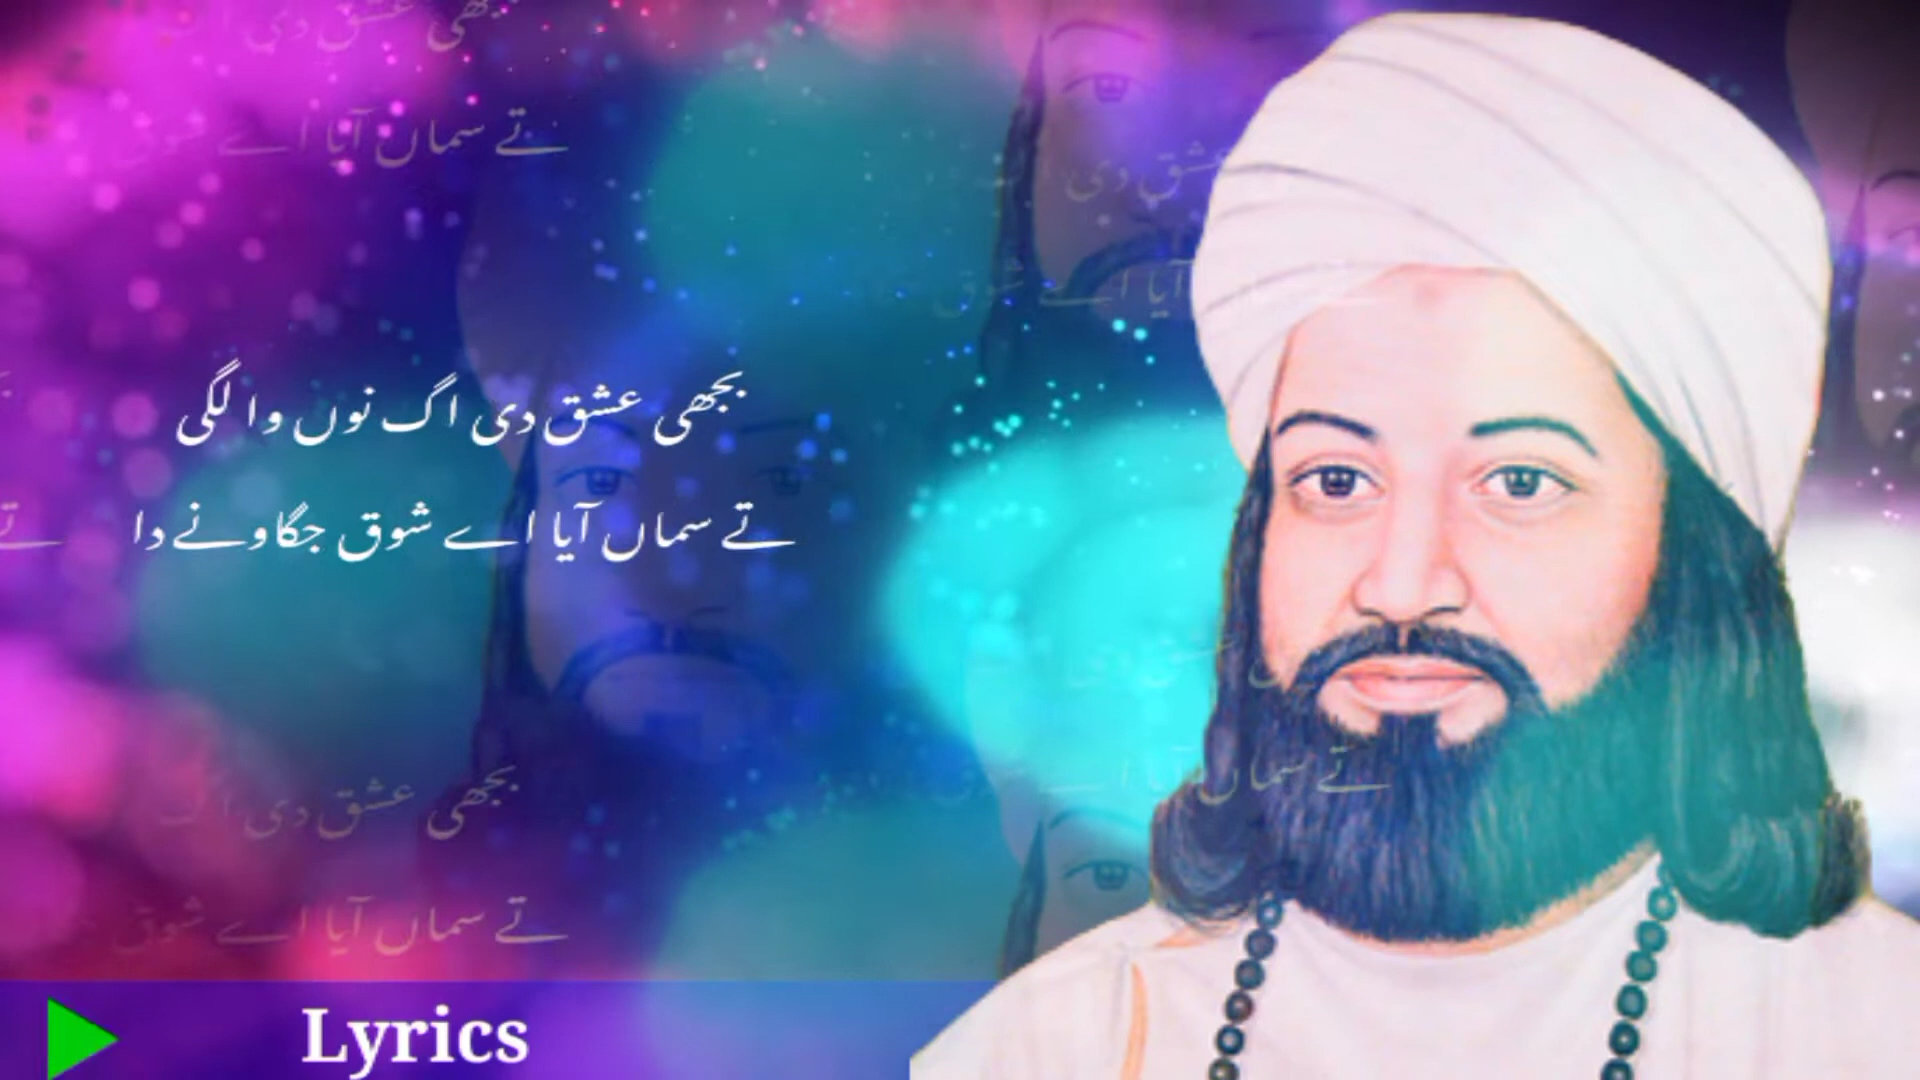 بجھی عشق دی اگ نوں وا لگی
تے سماں آیا اے شوق جگاونے دا
Lyrics